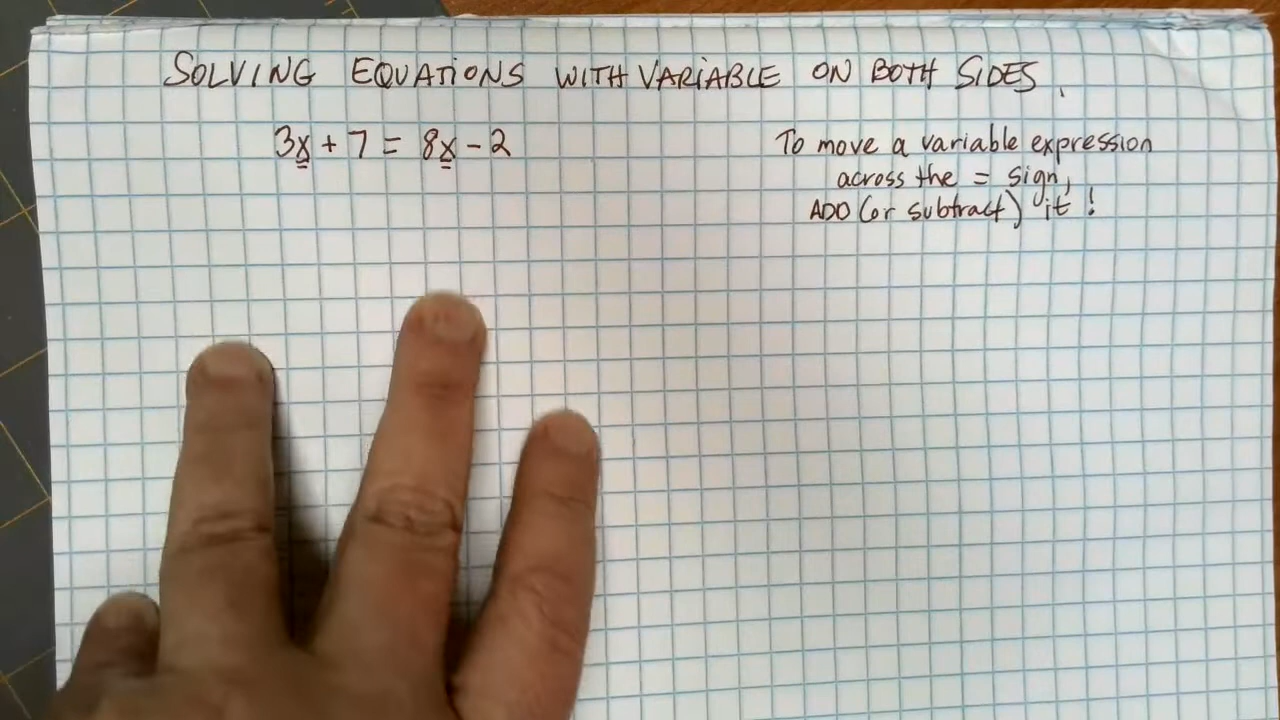 SOLVING EQUATIONS WITH VARIABLE ON BOTH SIDES.
3x + 7 = 8x - 2
To move a variable expression
across the = sign,
ADD (or subtract) it!